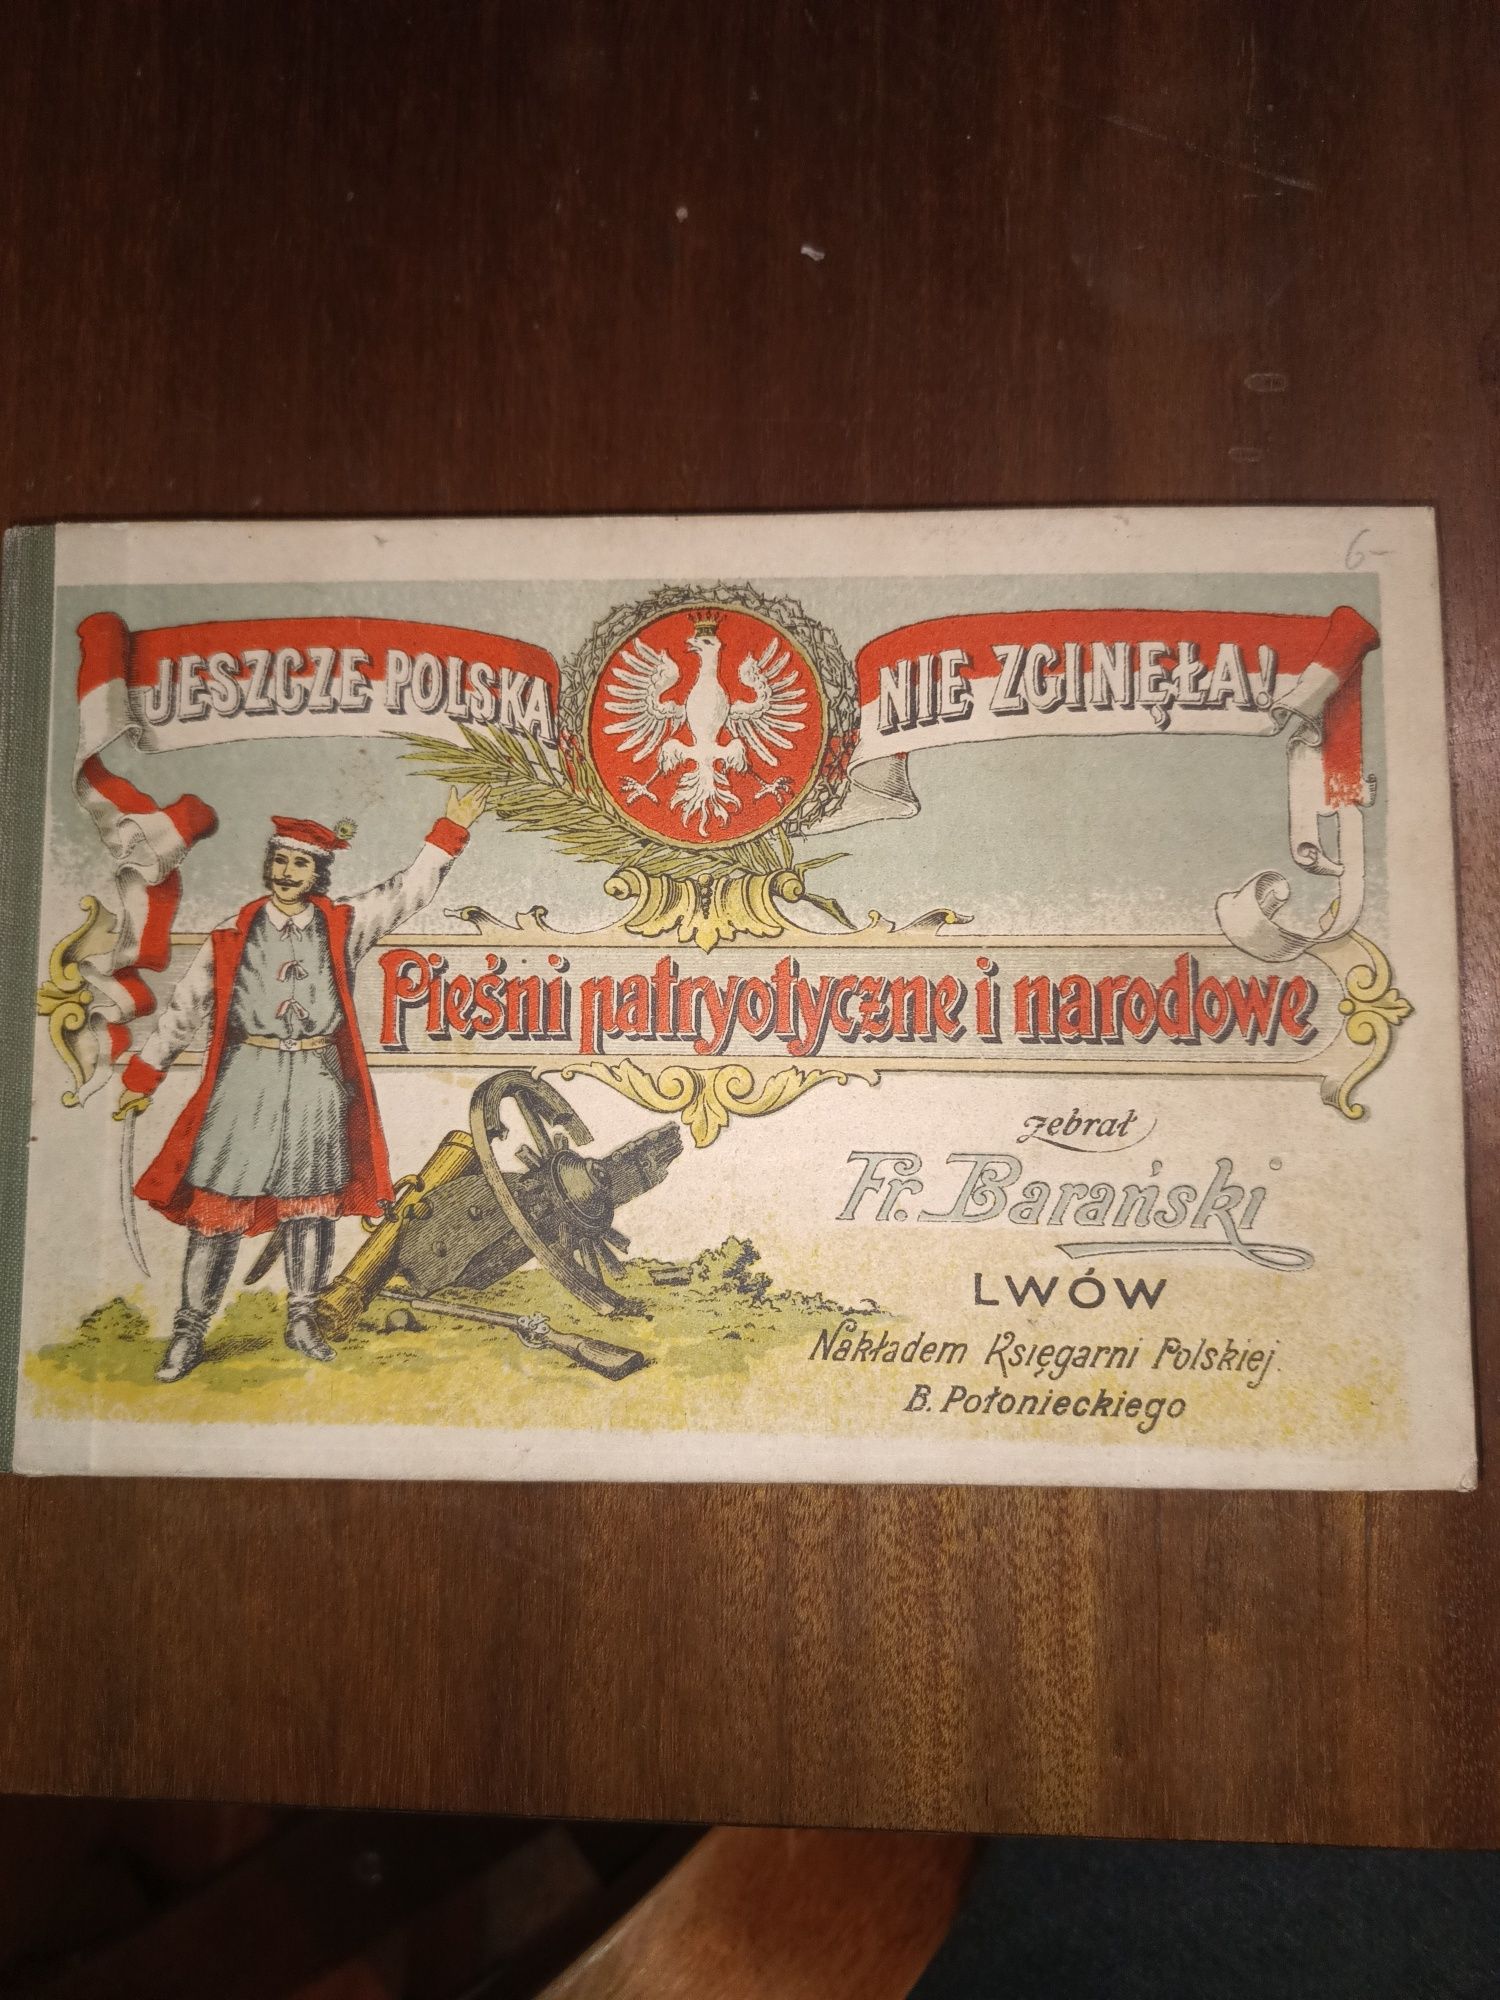 6-
JESZCZE POLSKA NIE ZGINĘŁA!
Pieśni patryotyczne i narodowe
zebrał
Fr. Barański
LWÓW
Nakładem Księgarni Polskiej.
B. Połonieckiego